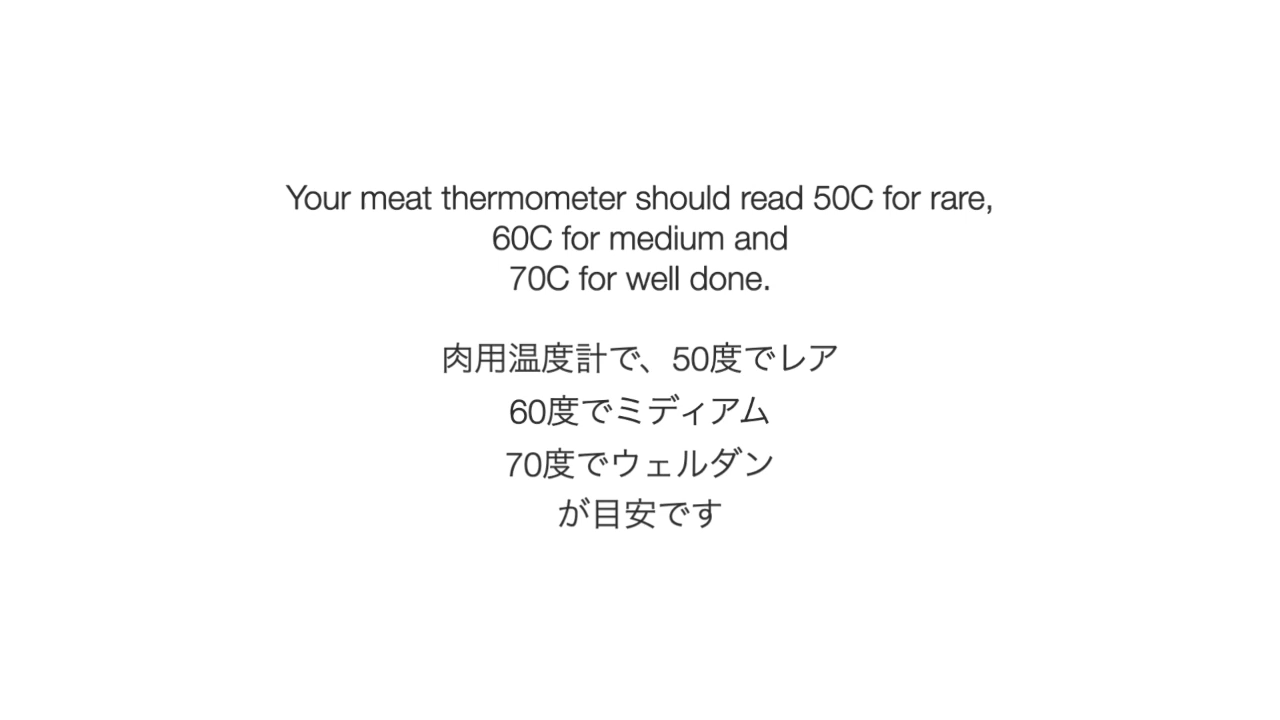 Your meat thermometer should read 50C for rare,
60C for medium and
70C for well done.
肉用温度計で、50度でレア
60度でミディアム
70度でウェルダン
が目安です